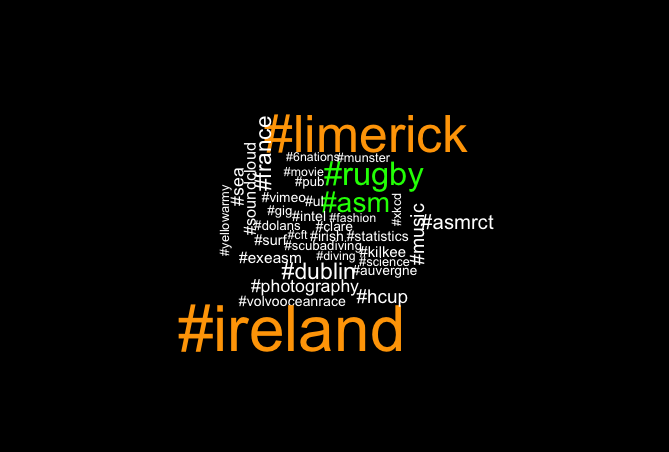 #limerick
#france
#6nations
#munster
#soundcloud
#sea
#movie
#rugby
#pub
#yellowarmy
#vimeo
#ul
#asm
#xkcd
#gig
#intel
#fashion
#music
#asmrct
#dolans
#clare
#surf
#cft
#irish
#statistics
#scubadiving
#kilkee
#exeasm
#diving
#science
#dublin
#auvergne
#photography
#hcup
#volvooceanrace
#ireland